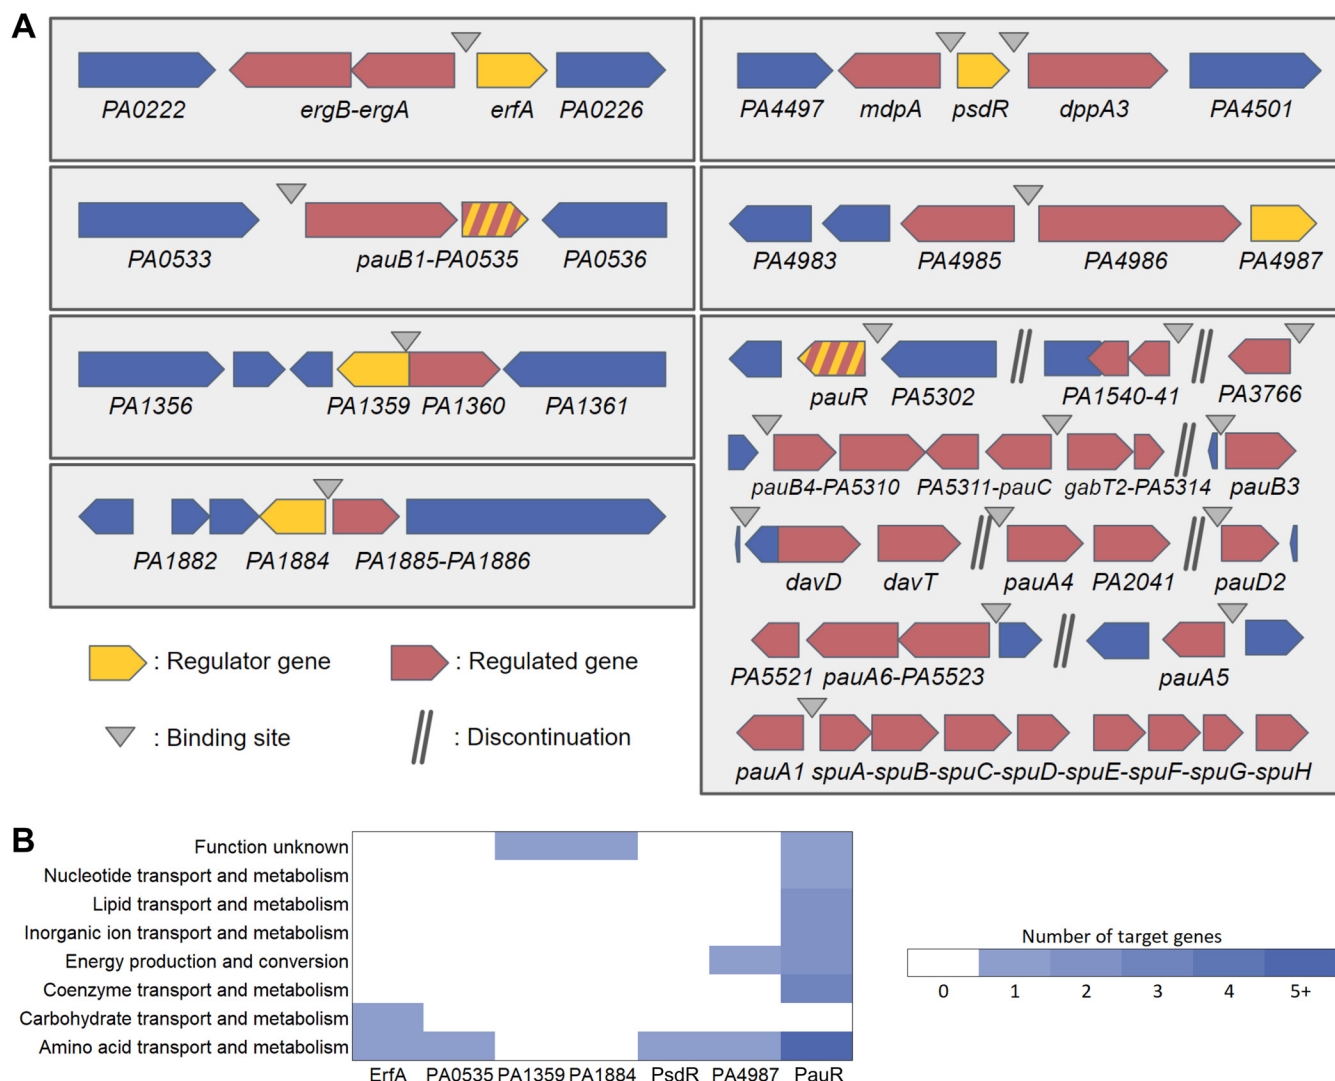 A
PA0222 ergB-ergA erfA PA0226
PA4497 mdpA psdR dppA3 PA4501
PA0533 pauB1-PA0535 PA0536
PA4983 PA4985 PA4986 PA4987
PA1356 PA1359 PA1360 PA1361
PA1882 PA1884 PA1885-PA1886
pauR PA5302 PA1540-41 PA3766
pauB4-PA5310 PA5311-pauC gabT2-PA5314 pauB3
davD davT pauA4 PA2041 pauD2
PA5521 pauA6-PA5523 pauA5
pauA1 spuA-spuB-spuC-spuD-spuE-spuF-spuG-spuH
: Regulator gene : Regulated gene
: Binding site : Discontinuation
B
Function unknown
Nucleotide transport and metabolism
Lipid transport and metabolism
Inorganic ion transport and metabolism
Energy production and conversion
Coenzyme transport and metabolism
Carbohydrate transport and metabolism
Amino acid transport and metabolism
ErfA PA0535 PA1359 PA1884 PsdR PA4987 PauR
Number of target genes
0 1 2 3 4 5+